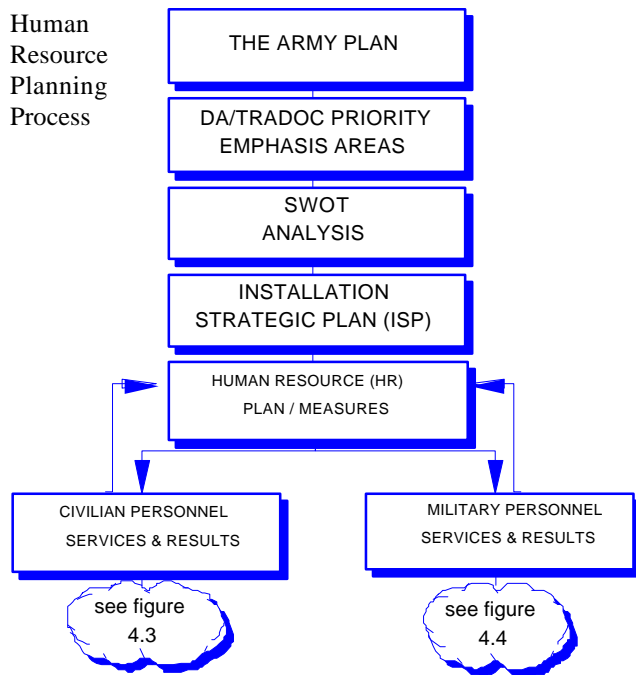 Human
Resource
Planning
Process
THE ARMY PLAN
DA/TRADOC PRIORITY
EMPHASIS AREAS
SWOT
ANALYSIS
INSTALLATION
STRATEGIC PLAN (ISP)
HUMAN RESOURCE (HR)
PLAN / MEASURES
CIVILIAN PERSONNEL
SERVICES & RESULTS
MILITARY PERSONNEL
SERVICES & RESULTS
see figure
4.3
see figure
4.4